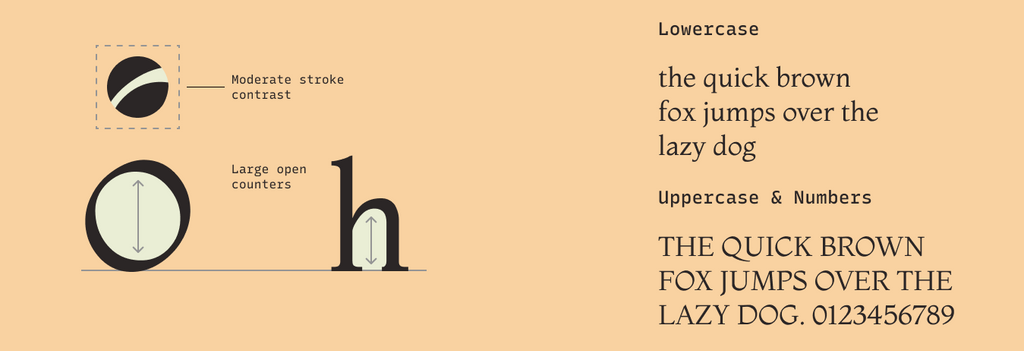 Moderate stroke
contrast
Large open
counters
o h
Lowercase
the quick brown
fox jumps over the
lazy dog
Uppercase & Numbers
THE QUICK BROWN
FOX JUMPS OVER THE
LAZY DOG. 0123456789